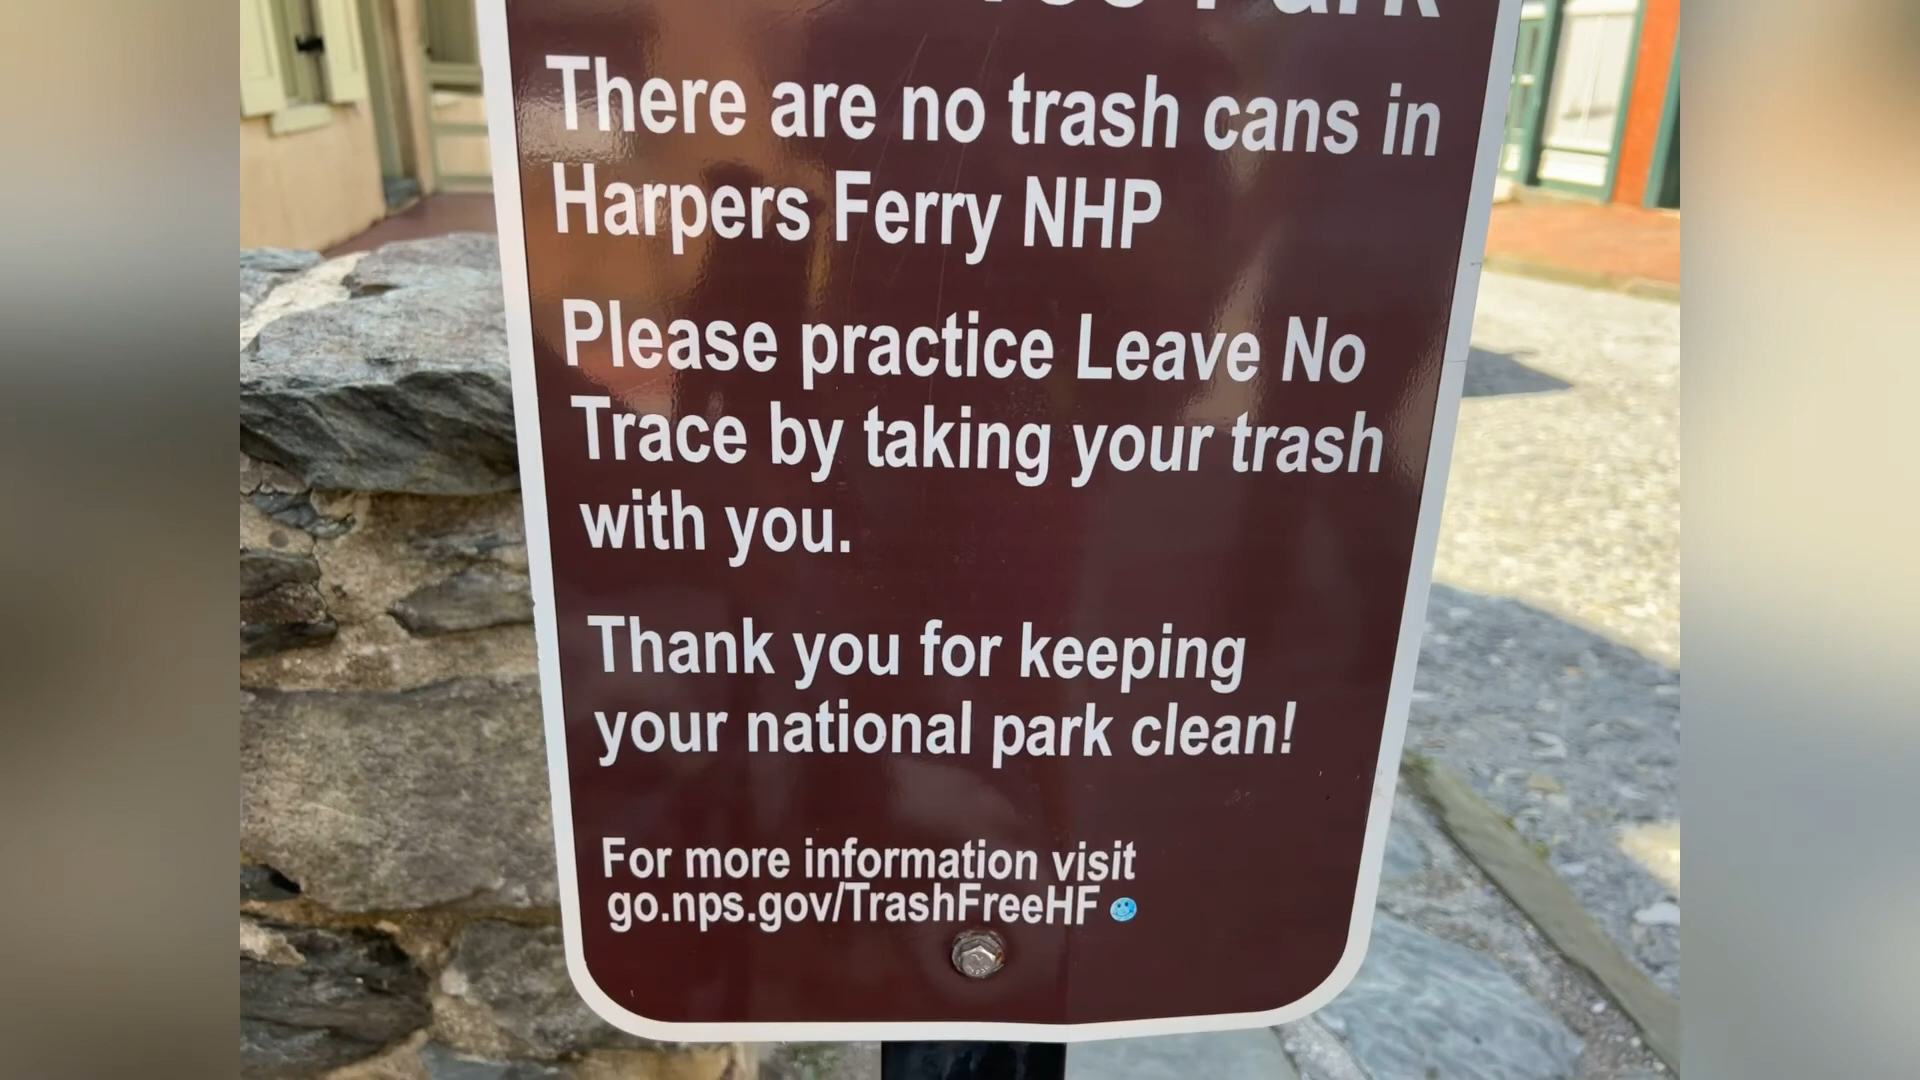 Park
There are no trash cans in
Harpers Ferry NHP
Please practice Leave No
Trace by taking your trash
with you.
Thank you for keeping
your national park clean!
For more information visit
go.nps.gov/TrashFreeHF